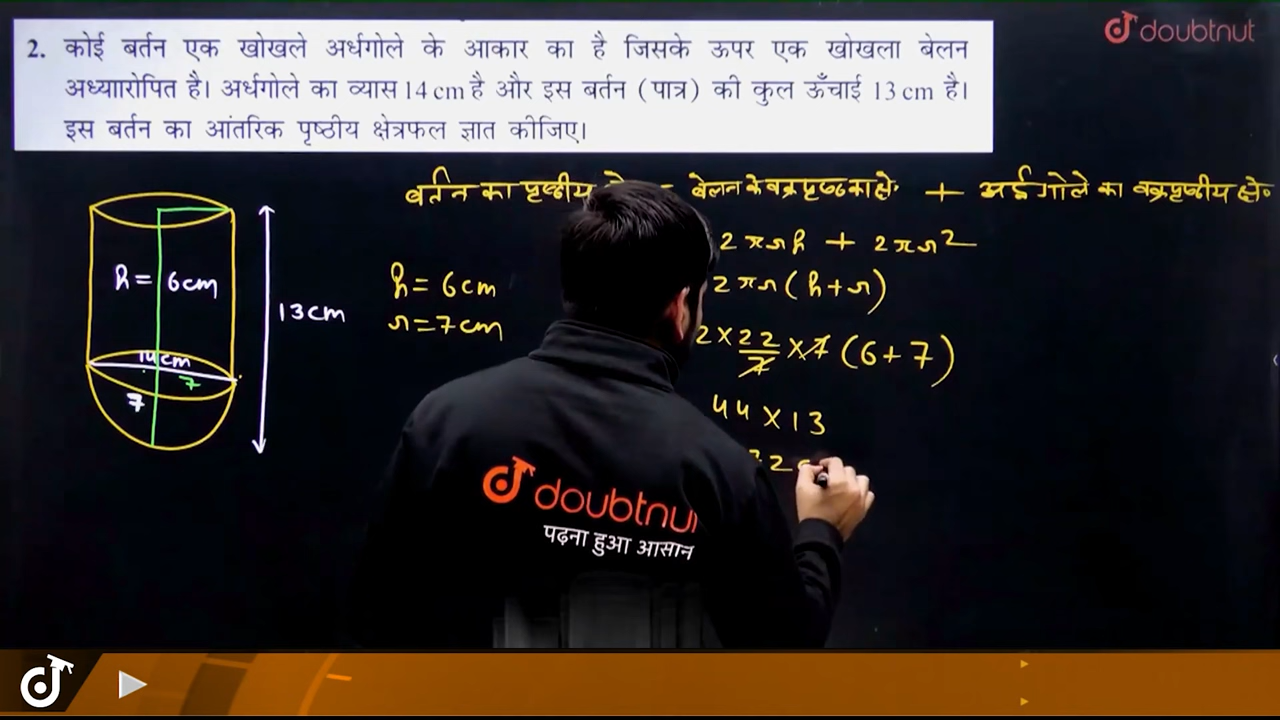 doubtnut
2. कोई बर्तन एक खोखले अर्धगोले के आकार का है जिसके ऊपर एक खोखला बेलन
अध्याारोपित है। अर्धगोले का व्यास 14 cm है और इस बर्तन (पात्र) की कुल ऊँचाई 13 cm है।
इस बर्तन का आंतरिक पृष्ठीय क्षेत्रफल ज्ञात कीजिए।
बर्तन का पृष्ठीय बेलन के वक्रपृष्ठ का क्षे॰ + अर्द्धगोले का वक्रपृष्ठीय क्षे॰
2πrh + 2πr²
h = 6cm
13cm
h = 6cm
2πr(h+r)
r = 7cm
2 × 22/7 × 7 (6+7)
14cm
7
7
44 × 13
72
doubtnu
पढ़ना हुआ आसान